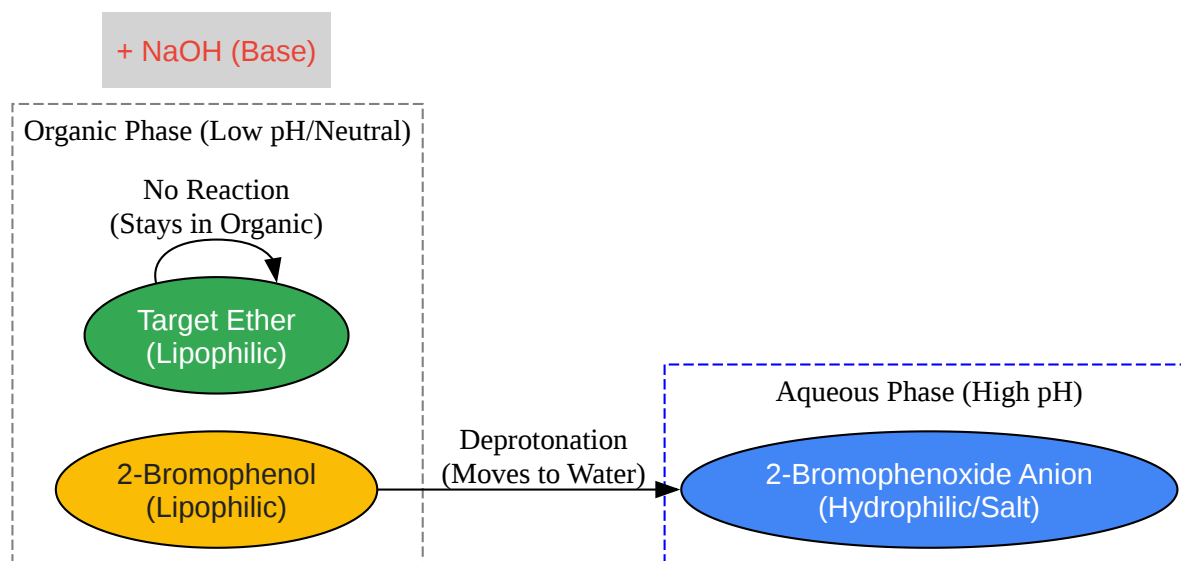 + NaOH (Base)
Organic Phase (Low pH/Neutral)
No Reaction
(Stays in Organic)
Target Ether
(Lipophilic)
Aqueous Phase (High pH)
2-Bromophenol
(Lipophilic)
Deprotonation
(Moves to Water)
2-Bromophenoxide Anion
(Hydrophilic/Salt)